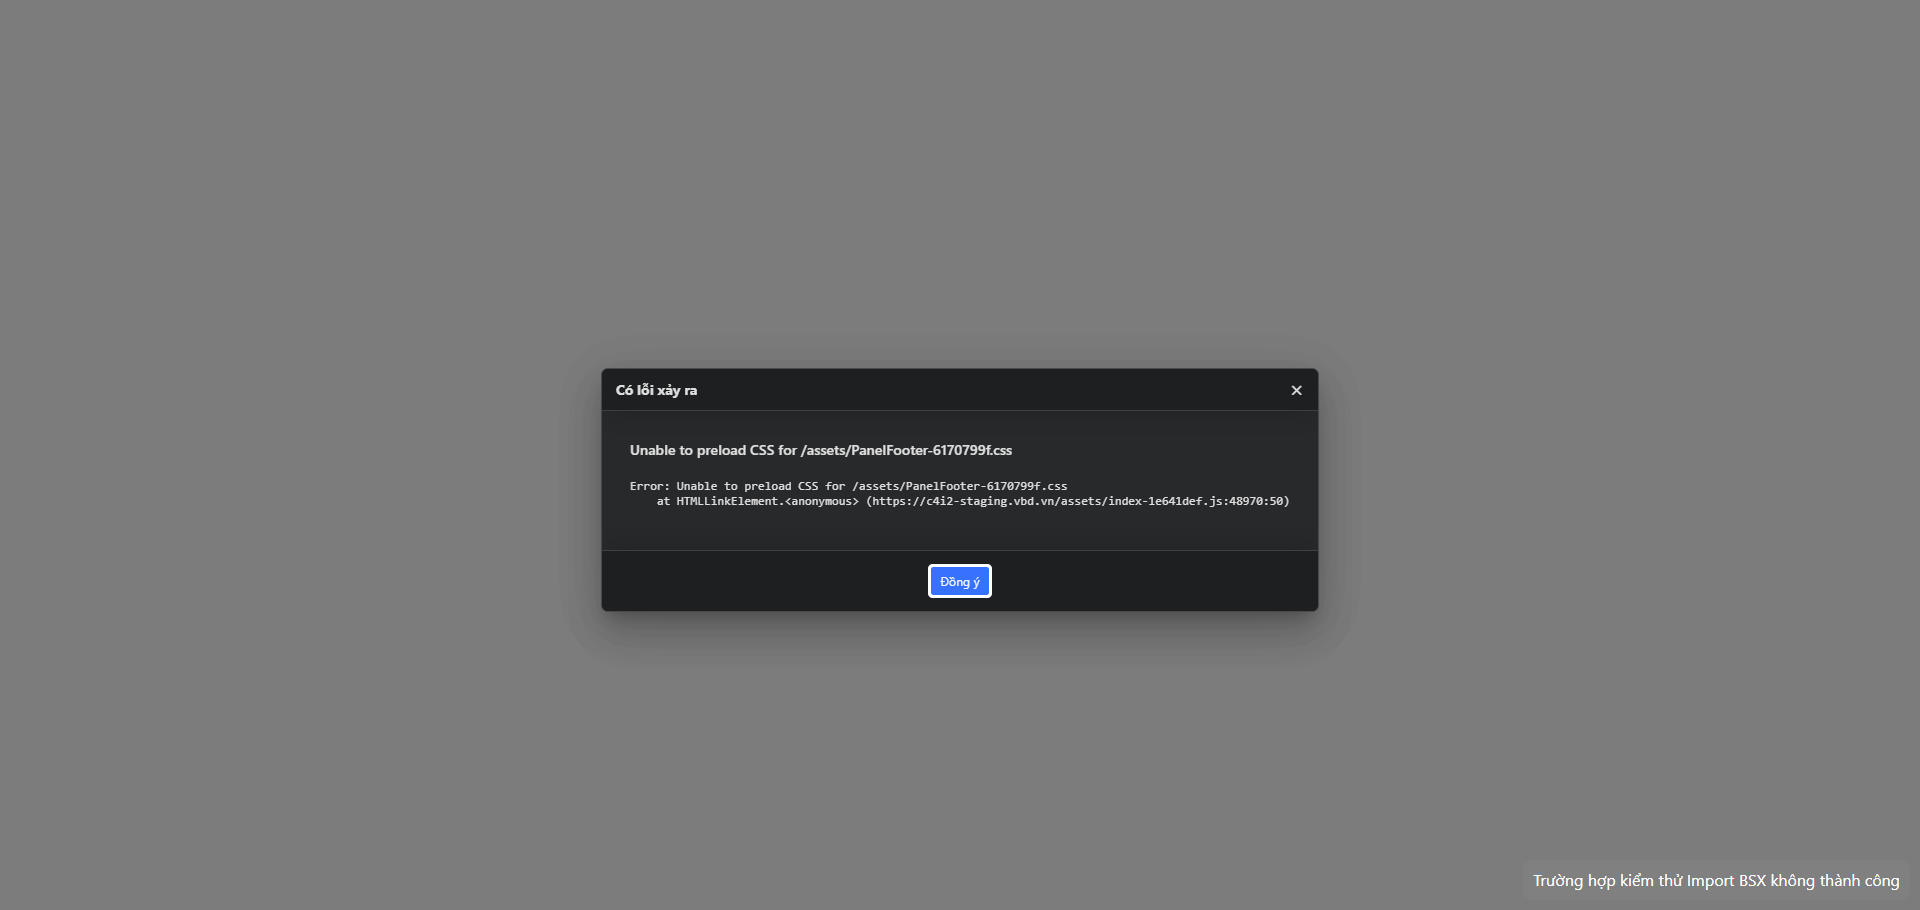 Có lỗi xảy ra
Unable to preload CSS for /assets/PanelFooter-6170799f.css
Error: Unable to preload CSS for /assets/PanelFooter-6170799f.css
at HTMLLinkElement.<anonymous> (https://c4i2-staging.vbd.vn/assets/index-1e641def.js:48970:50)
Đồng ý
Trường hợp kiểm thử Import BSX không thành công